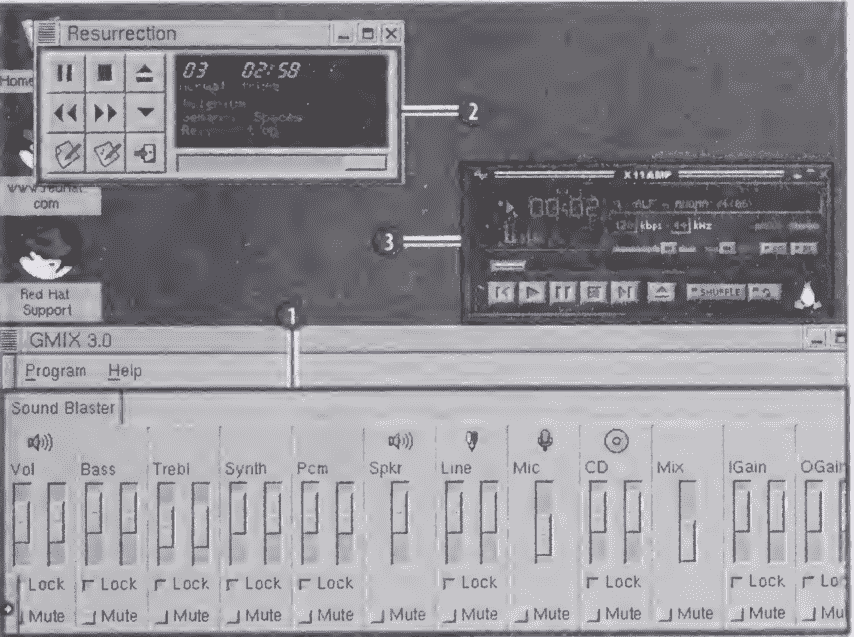 Resurrection
03 02:58
Home
Species
www.redhat.
com
2
X11AMP
00:02
kbps
kHz
3
SHUFFLE
Red Hat
Support
1
GMIX 3.0
Program Help
Sound Blaster
Vol Bass Trebl Synth Pcm Spkr Line Mic CD Mix IGain OGain
Lock Lock Lock Lock Lock Lock Lock Lock Lo
Mute Mute Mute Mute Mute Mute Mute Mute Mute Mute Mute Mu